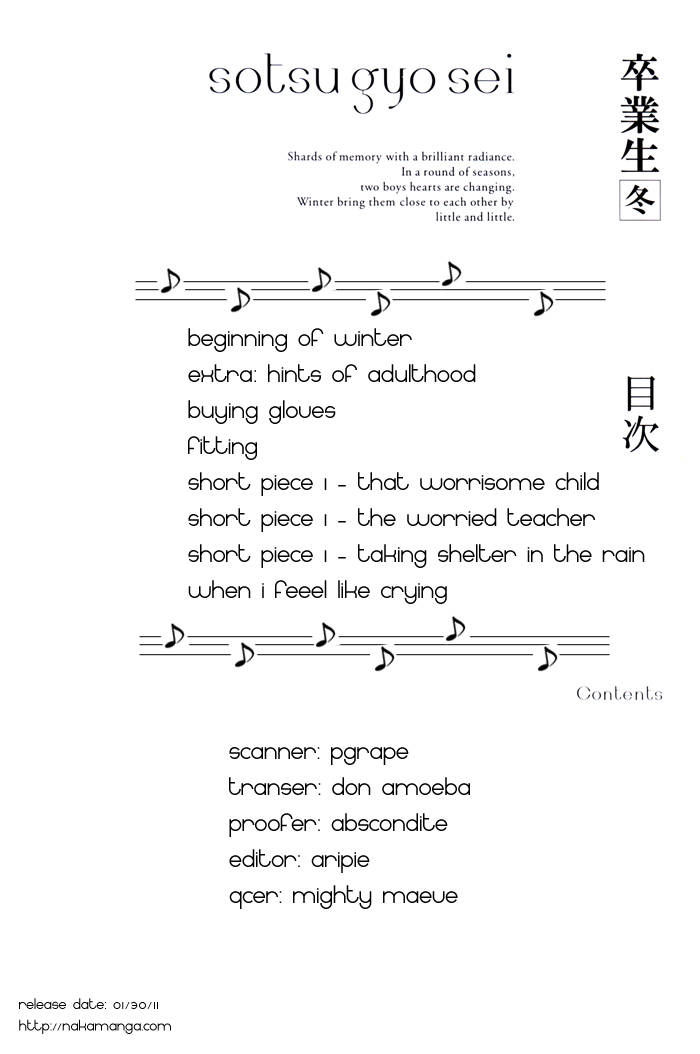 sotsu gyo sei
卒業生
冬
Shards of memory with a brilliant radiance.
In a round of seasons,
two boys hearts are changing.
Winter bring them close to each other by
little and little.
beginning of winter
extra: hints of adulthood
buying gloves
fitting
short piece 1 - that worrisome child
short piece 1 - the worried teacher
short piece 1 - taking shelter in the rain
when i feeel like crying
目次
Contents
scanner: pgrape
transer: don amoeba
proofer: abscondite
editor: aripie
qcer: mighty maeve
release date: 01/30/11
http://nakamanga.com